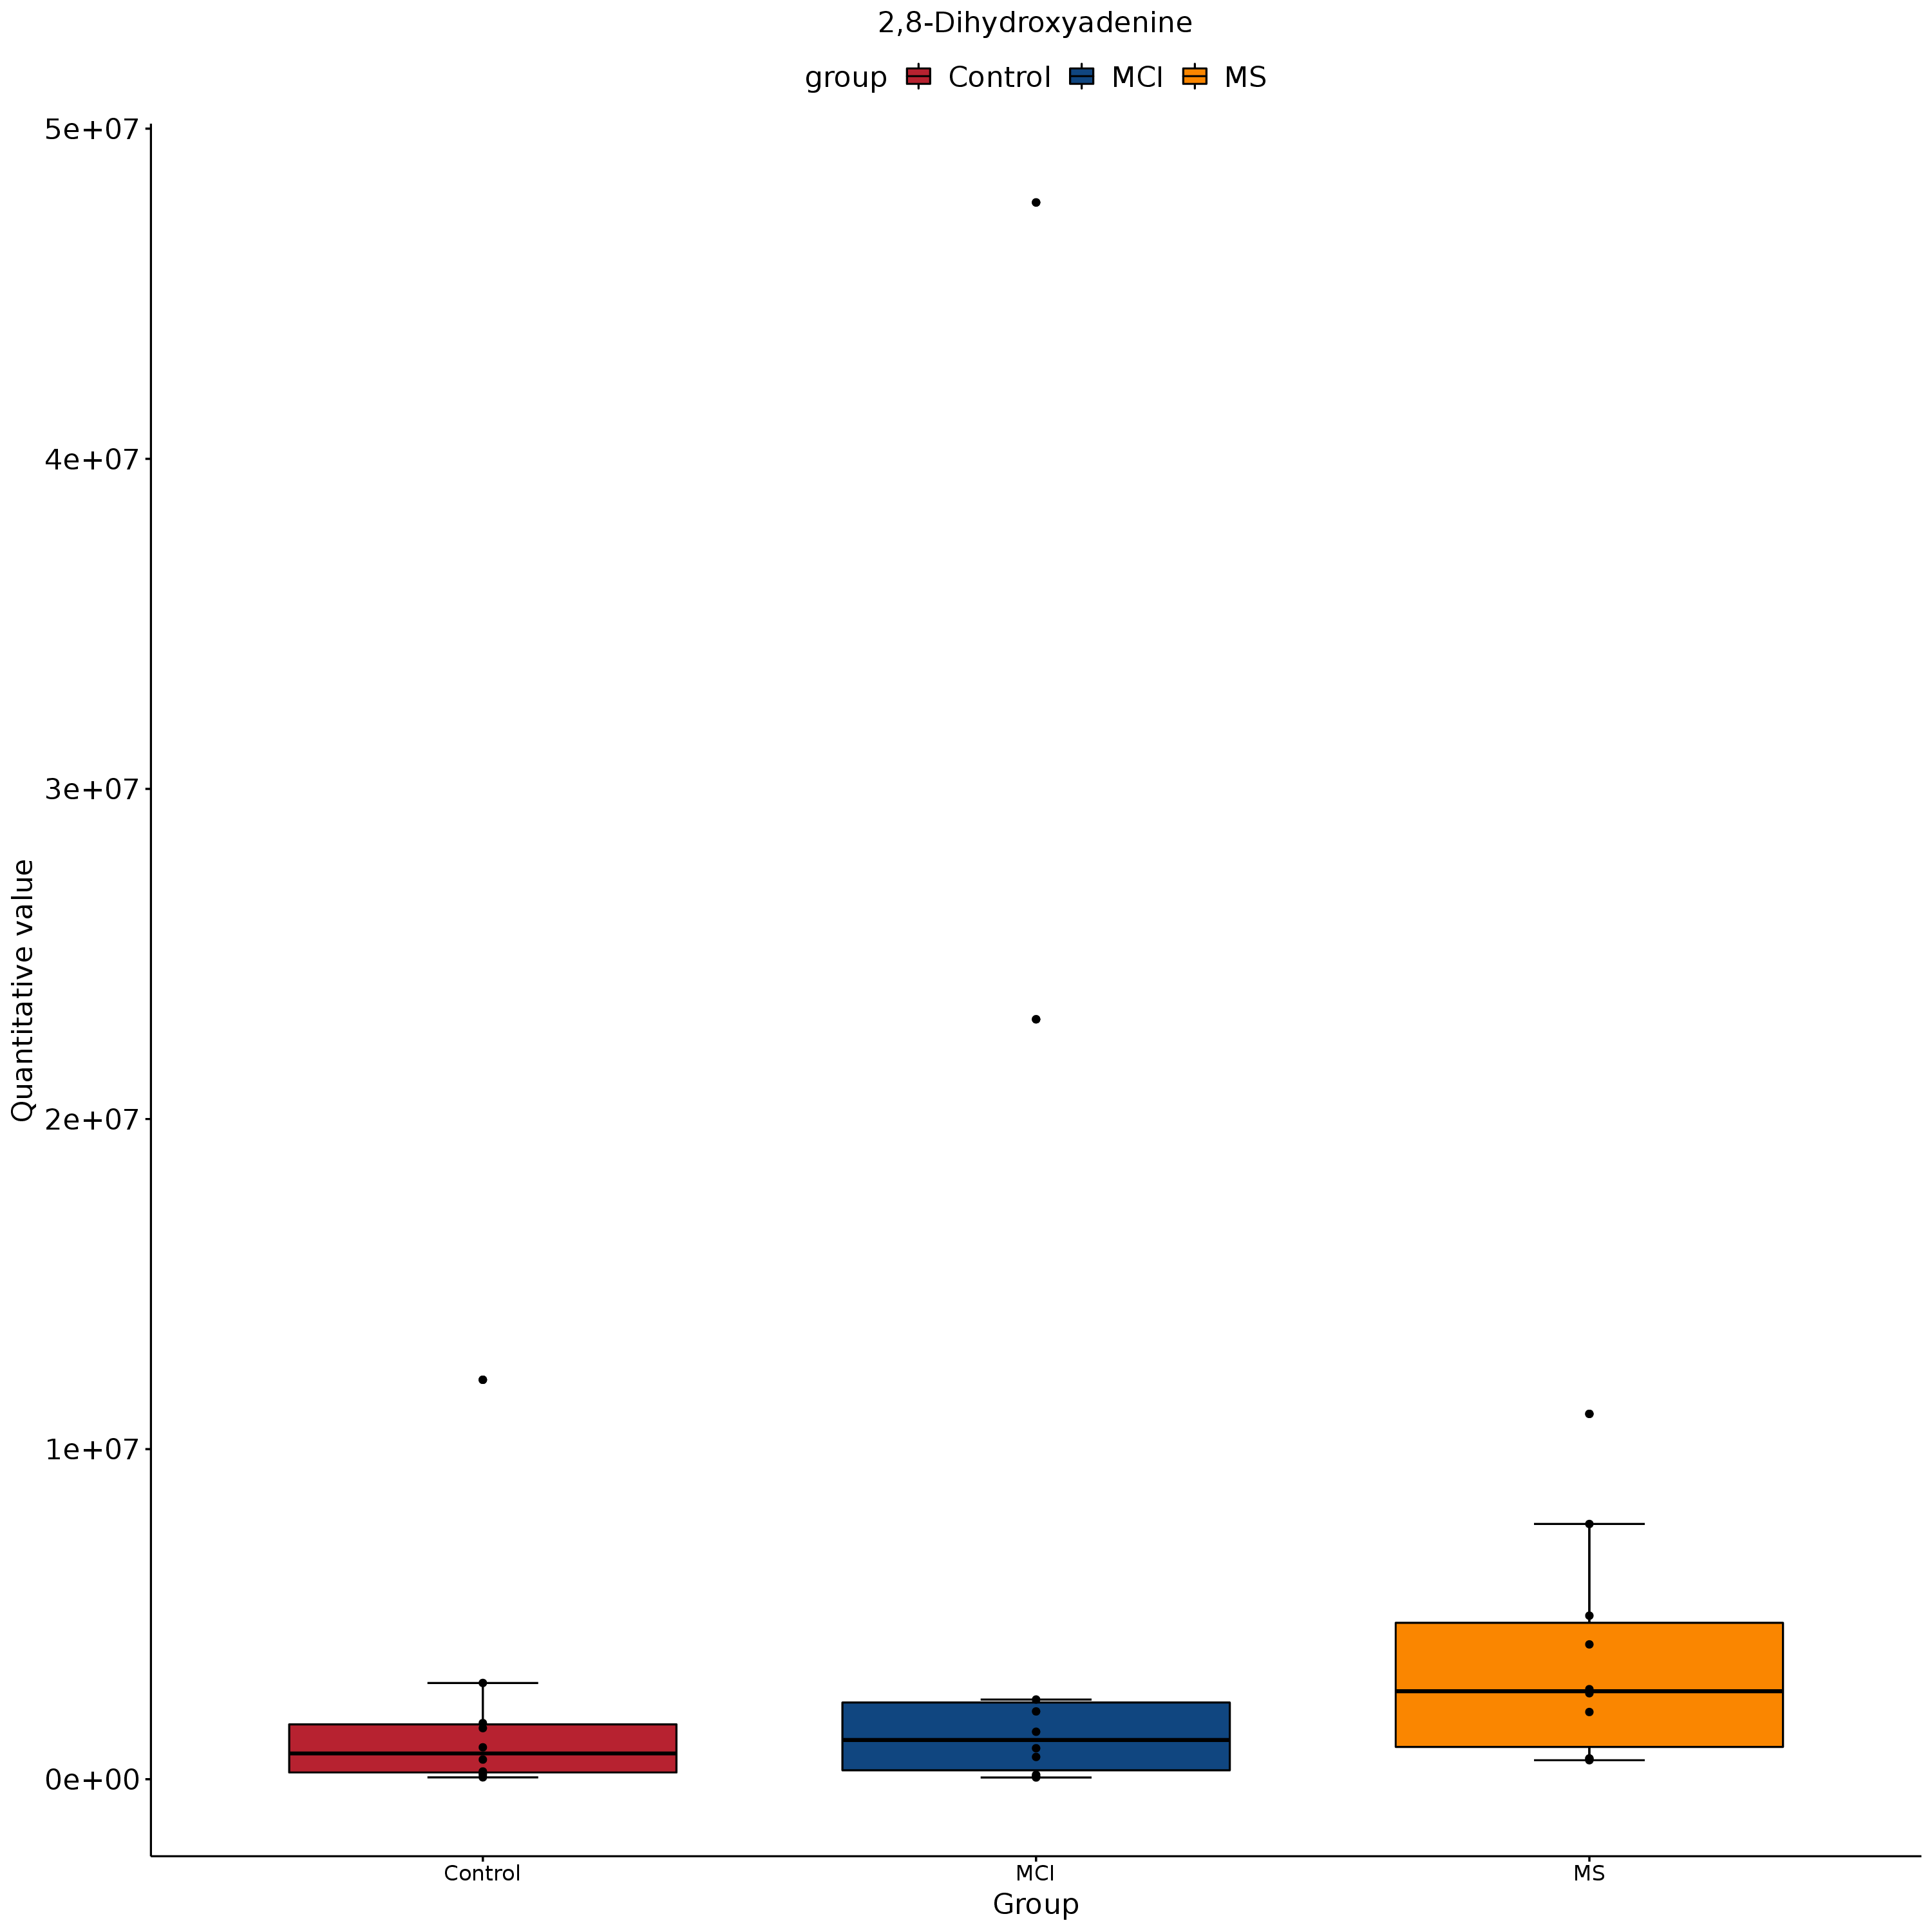 2,8-Dihydroxyadenine
group Control MCI MS
5e+07
4e+07
3e+07
2e+07
1e+07
0e+00
Quantitative value
Control MCI MS
Group